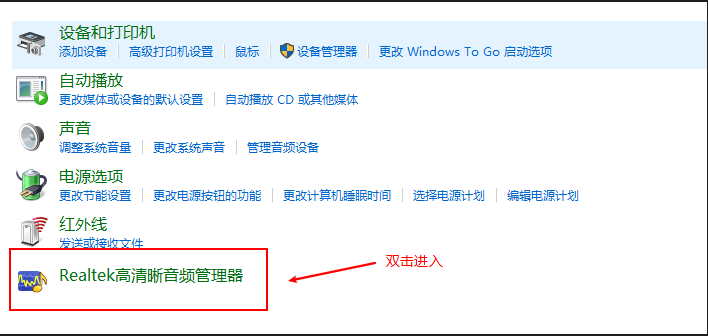 设备和打印机
添加设备 高级打印机设置 鼠标 设备管理器 更改 Windows To Go 启动选项
自动播放
更改媒体或设备的默认设置 自动播放 CD 或其他媒体
声音
调整系统音量 更改系统声音 管理音频设备
电源选项
更改节能设置 更改电源按钮的功能 更改计算机睡眠时间 选择电源计划 编辑电源计划
红外线
发送或接收文件
Realtek高清晰音频管理器 双击进入